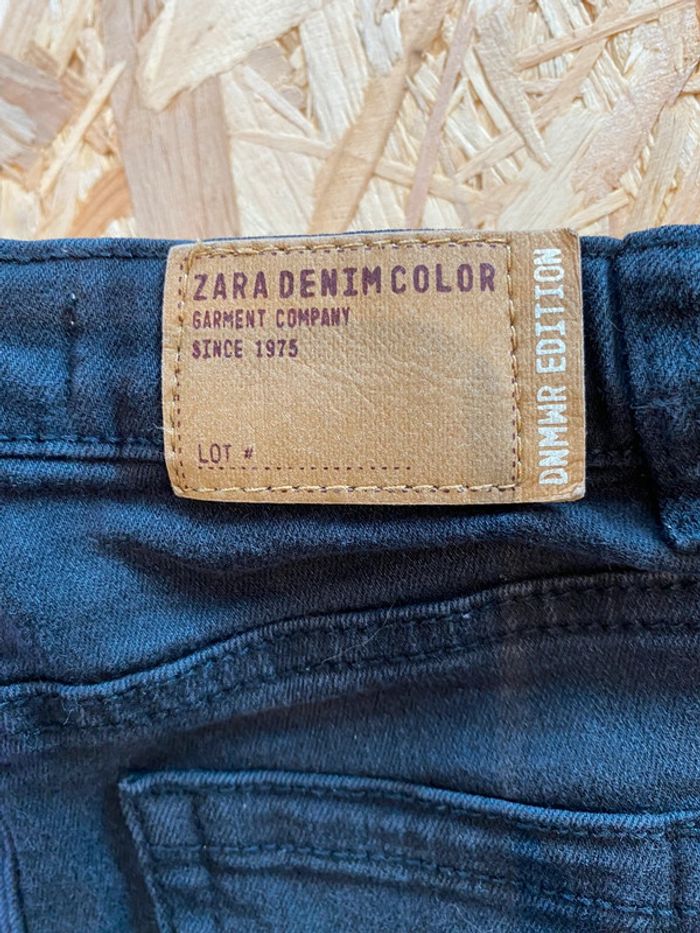 ZARA DENIM COLOR
GARMENT COMPANY
SINCE 1975
LOT #
DNMWR EDITION